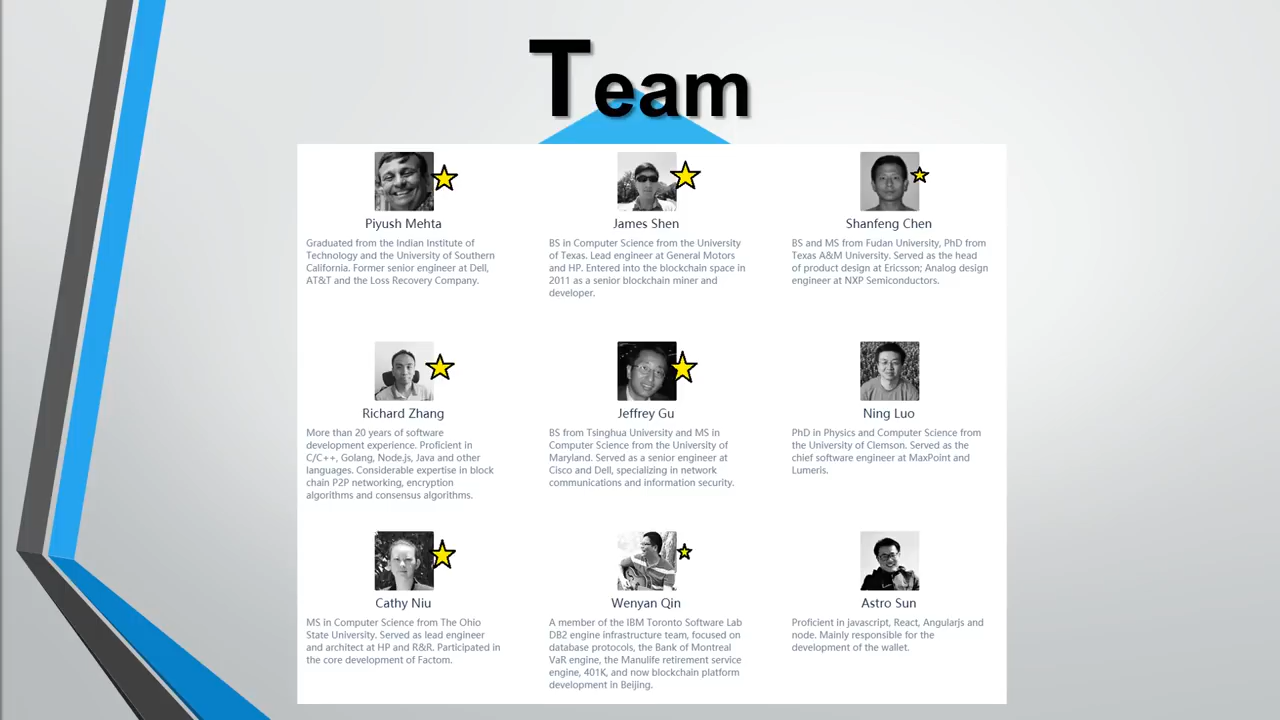 Team
Piyush Mehta
Graduated from the Indian Institute of
Technology and the University of Southern
California. Former senior engineer at Dell,
AT&T and the Loss Recovery Company.
James Shen
BS in Computer Science from the University
of Texas. Lead engineer at General Motors
and HP. Entered into the blockchain space in
2011 as a senior blockchain miner and
developer.
Shanfeng Chen
BS and MS from Fudan University, PhD from
Texas A&M University. Served as the head
of product design at Ericsson; Analog design
engineer at NXP Semiconductors.
Richard Zhang
More than 20 years of software
development experience. Proficient in
C/C++, Golang, Node.js, Java and other
languages. Considerable expertise in block
chain P2P networking, encryption
algorithms and consensus algorithms.
Jeffrey Gu
BS from Tsinghua University and MS in
Computer Science from the University of
Maryland. Served as a senior engineer at
Cisco and Dell, specializing in network
communications and information security.
Ning Luo
PhD in Physics and Computer Science from
the University of Clemson. Served as the
chief software engineer at MaxPoint and
Lumeris.
Cathy Niu
MS in Computer Science from The Ohio
State University. Served as lead engineer
and architect at HP and R&R. Participated in
the core development of Factom.
Wenyan Qin
A member of the IBM Toronto Software Lab
DB2 engine infrastructure team, focused on
database protocols, the Bank of Montreal
VaR engine, the Manulife retirement service
engine, 401K, and now blockchain platform
development in Beijing.
Astro Sun
Proficient in javascript, React, Angularjs and
node. Mainly responsible for the
development of the wallet.